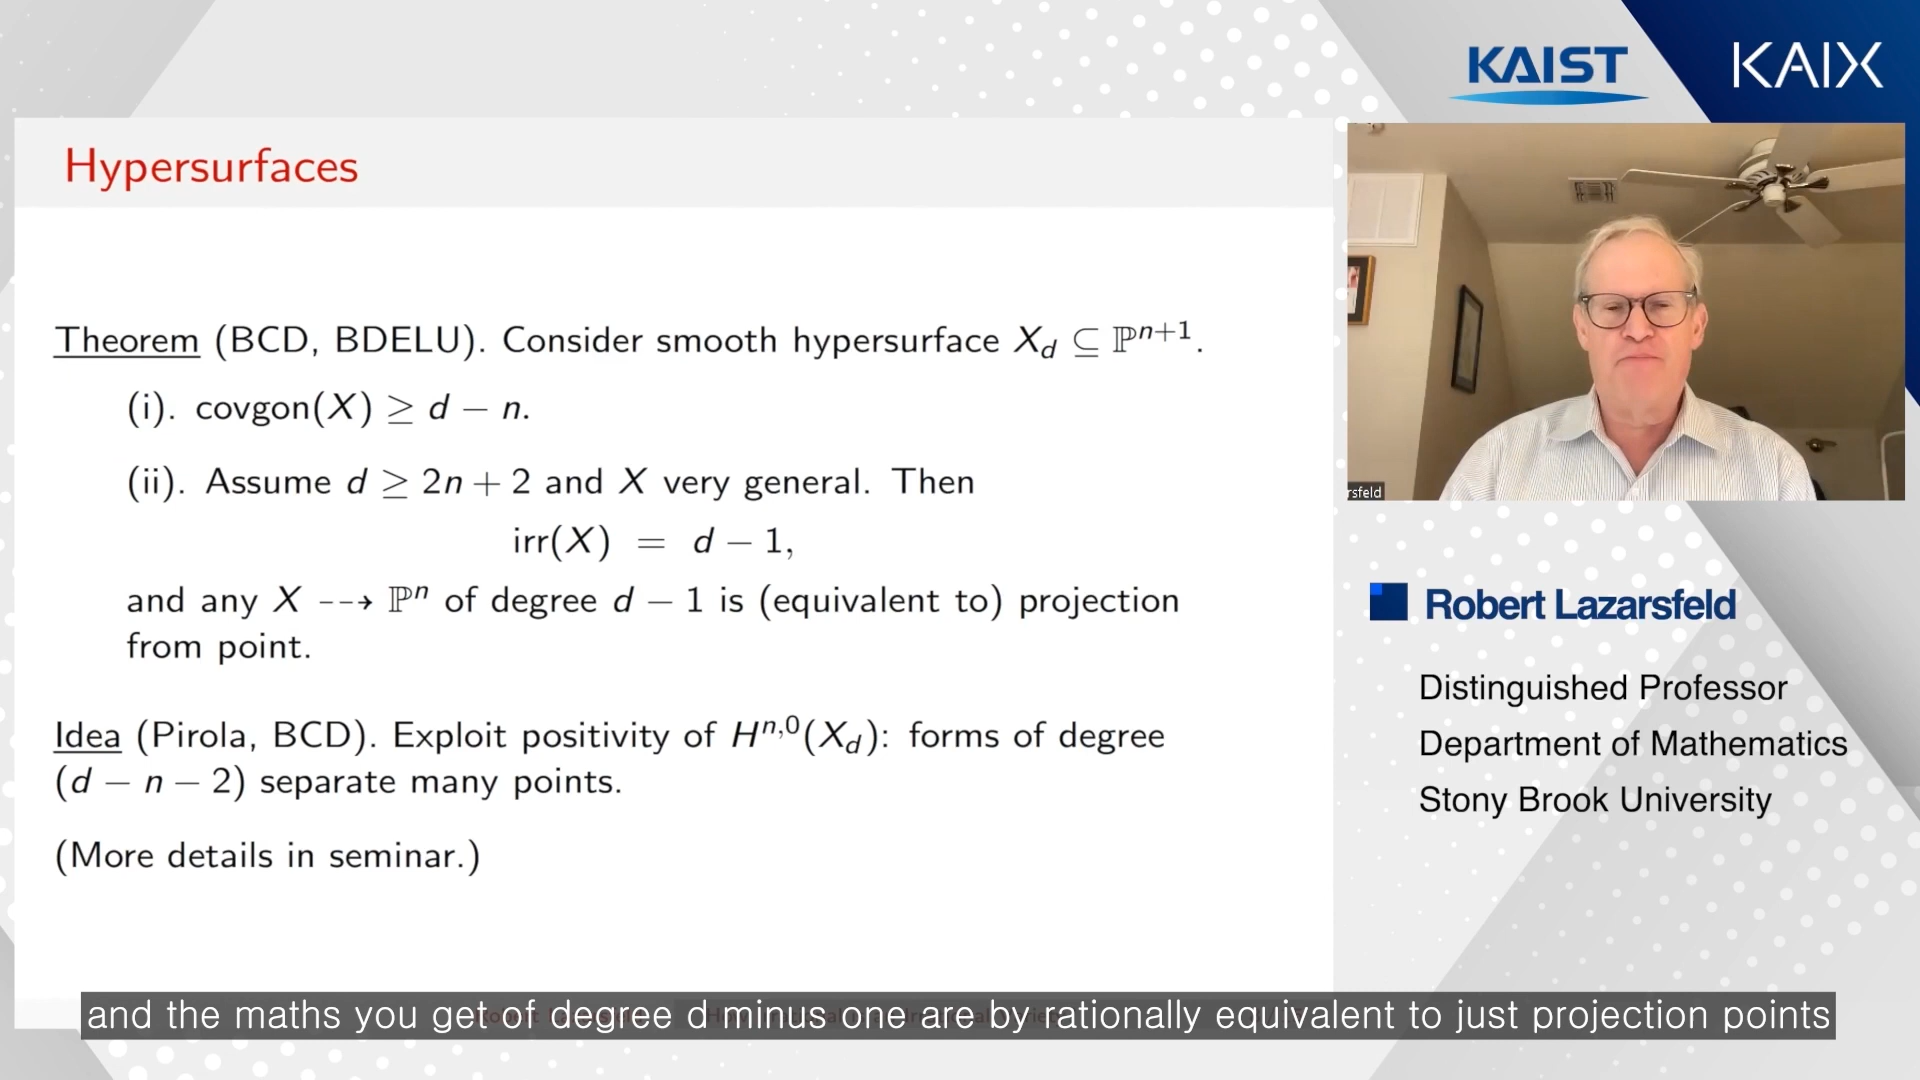 KAIST
KAIX
Hypersurfaces
Theorem (BCD, BDELU). Consider smooth hypersurface X_d ⊆ ℙ^{n+1}.
(i). covgon(X) ≥ d − n.
(ii). Assume d ≥ 2n + 2 and X very general. Then
irr(X) = d − 1,
and any X ⇢ ℙ^n of degree d − 1 is (equivalent to) projection
from point.
Idea (Pirola, BCD). Exploit positivity of H^{n,0}(X_d): forms of degree
(d − n − 2) separate many points.
(More details in seminar.)
rsfeld
Robert Lazarsfeld
Distinguished Professor
Department of Mathematics
Stony Brook University
and the maths you get of degree d minus one are by rationally equivalent to just projection points